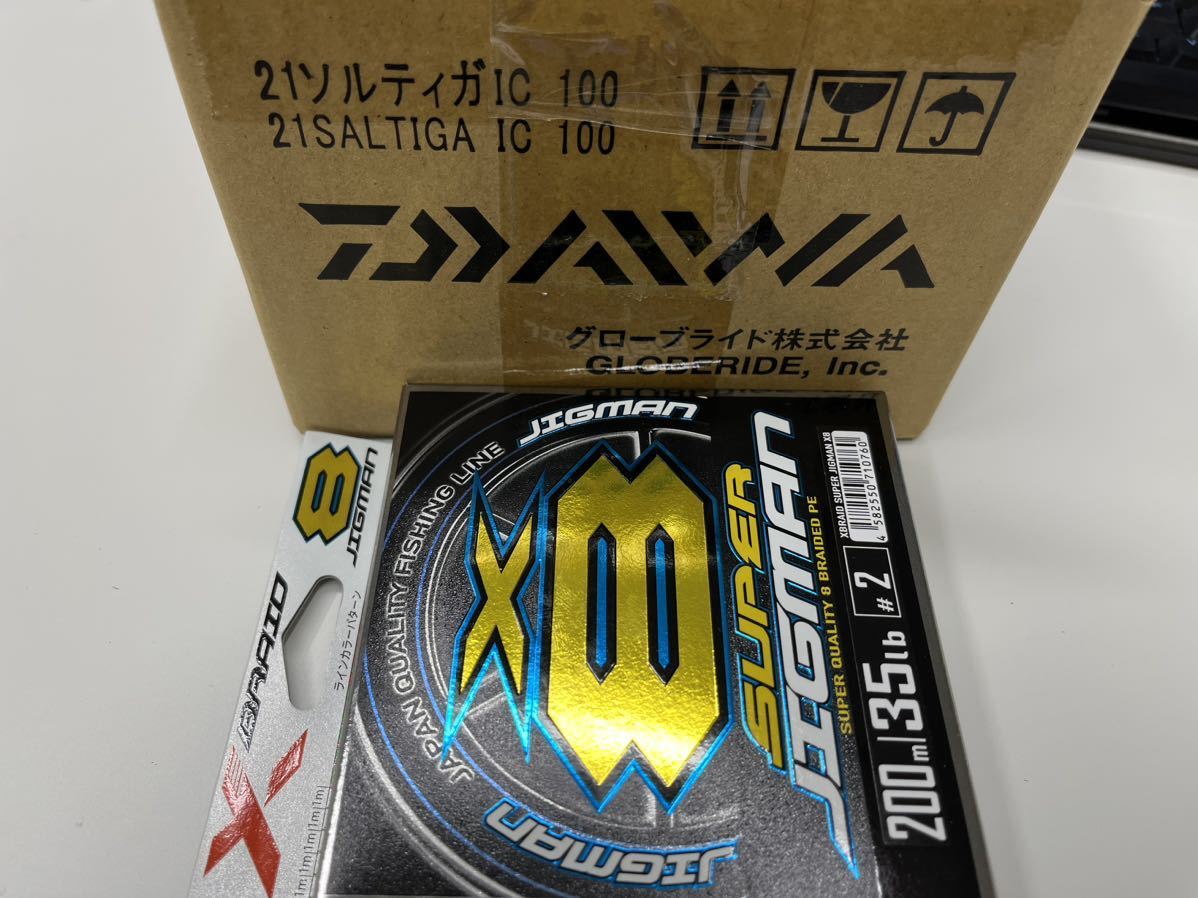 21ソルティガIC 100
21SALTIGA IC 100
DAIWA
グローブライド株式会社
GLOBERIDE, Inc.
8
JIGMAN
X BRAID
ラインカラーパターン
1m|1m|1m|1m|1m
JIGMAN
JAPAN QUALITY FISHING LINE
X8
JIGMAN
SUPER
JIGMAN
SUPER QUALITY 8 BRAIDED PE
200m 35lb #2
XBRAID SUPER JIGMAN X8
4 582550 710760